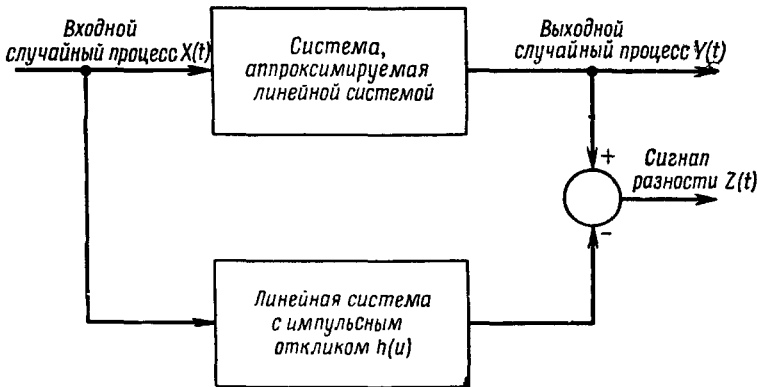 Входной
случайный процесс X(t)
Система,
аппроксимируемая
линейной системой
Выходной
случайный процесс Y(t)
+
Сигнал
разности Z(t)
-
Линейная система
с импульсным
откликом h(u)